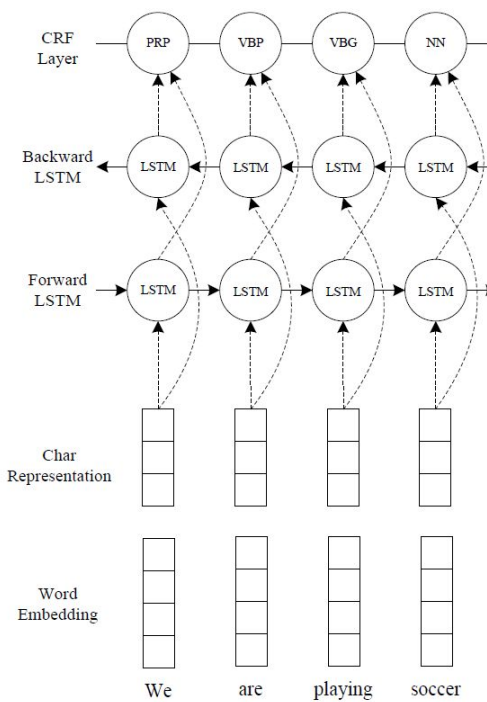 CRF
Layer
PRP VBP VBG NN
Backward
LSTM
LSTM LSTM LSTM LSTM
Forward
LSTM
LSTM LSTM LSTM LSTM
Char
Representation
Word
Embedding
We are playing soccer